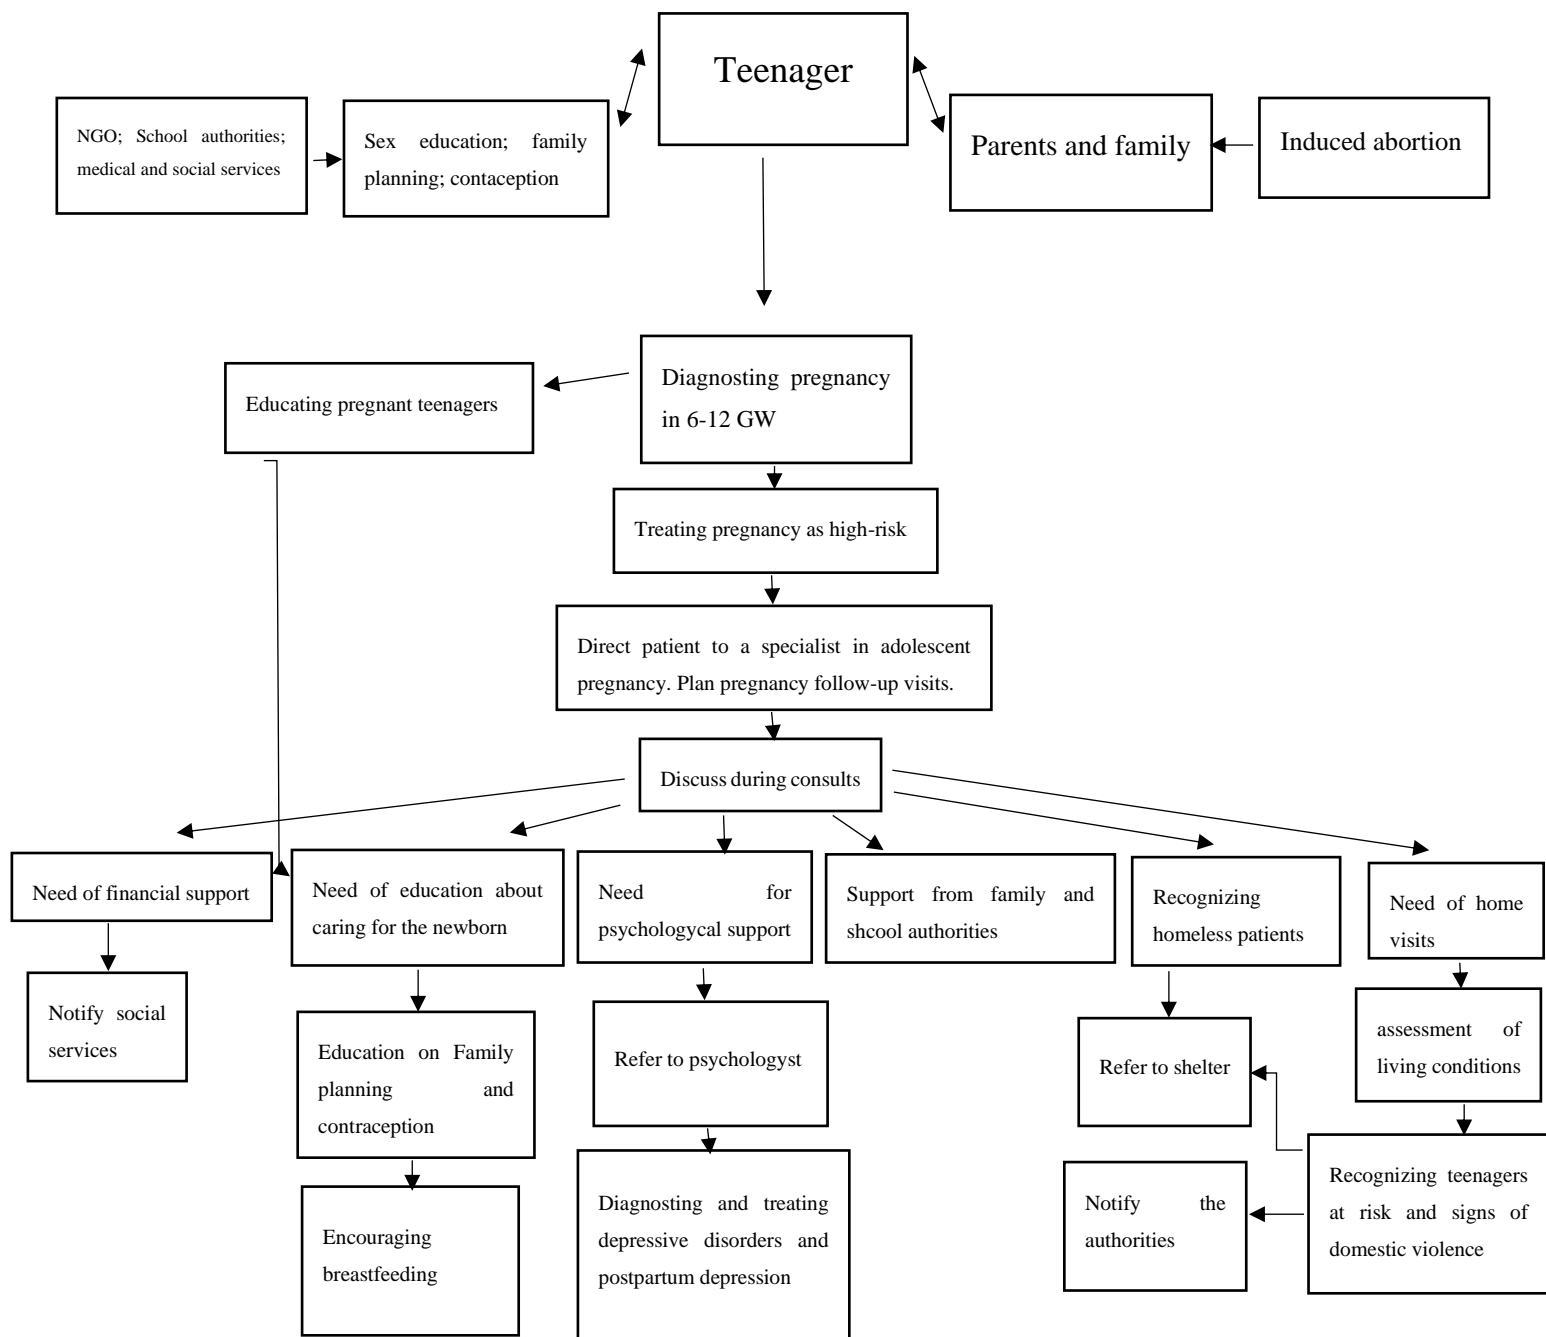 Teenager
NGO; School authorities;
medical and social services
Sex education; family
planning; contaception
Parents and family
Induced abortion
Educating pregnant teenagers
Diagnosting pregnancy
in 6-12 GW
Treating pregnancy as high-risk
Direct patient to a specialist in adolescent
pregnancy. Plan pregnancy follow-up visits.
Discuss during consults
Need of financial support
Need of education about
caring for the newborn
Need for
psychologycal support
Support from family and
shcool authorities
Recognizing
homeless patients
Need of home
visits
Notify social
services
Education on Family
planning and
contraception
Refer to psychologyst
Refer to shelter
assessment of
living conditions
Encouraging
breastfeeding
Diagnosing and treating
depressive disorders and
postpartum depression
Notify the
authorities
Recognizing teenagers
at risk and signs of
domestic violence